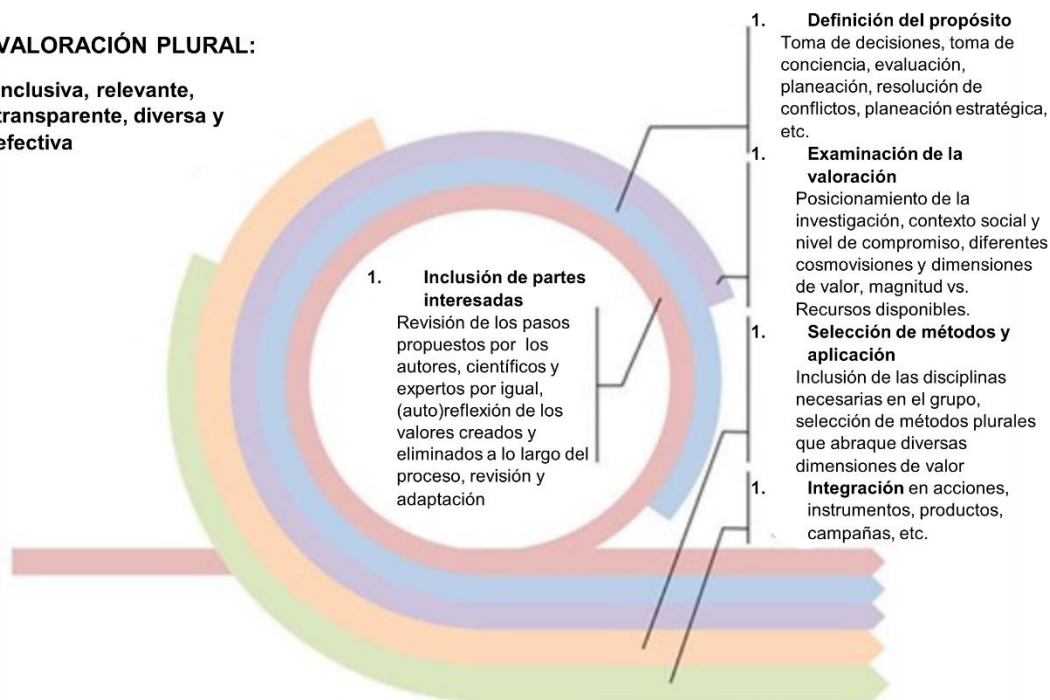 VALORACIÓN PLURAL:
inclusiva, relevante,
transparente, diversa y
efectiva
1. Inclusión de partes
interesadas
Revisión de los pasos
propuestos por los
autores, científicos y
expertos por igual,
(auto)reflexión de los
valores creados y
eliminados a lo largo del
proceso, revisión y
adaptación
1. Definición del propósito
Toma de decisiones, toma de
conciencia, evaluación,
planeación, resolución de
conflictos, planeación estratégica,
etc.
1. Examinación de la
valoración
Posicionamiento de la
investigación, contexto social y
nivel de compromiso, diferentes
cosmovisiones y dimensiones
de valor, magnitud vs.
Recursos disponibles.
1. Selección de métodos y
aplicación
Inclusión de las disciplinas
necesarias en el grupo,
selección de métodos plurales
que abraque diversas
dimensiones de valor
1. Integración en acciones,
instrumentos, productos,
campañas, etc.